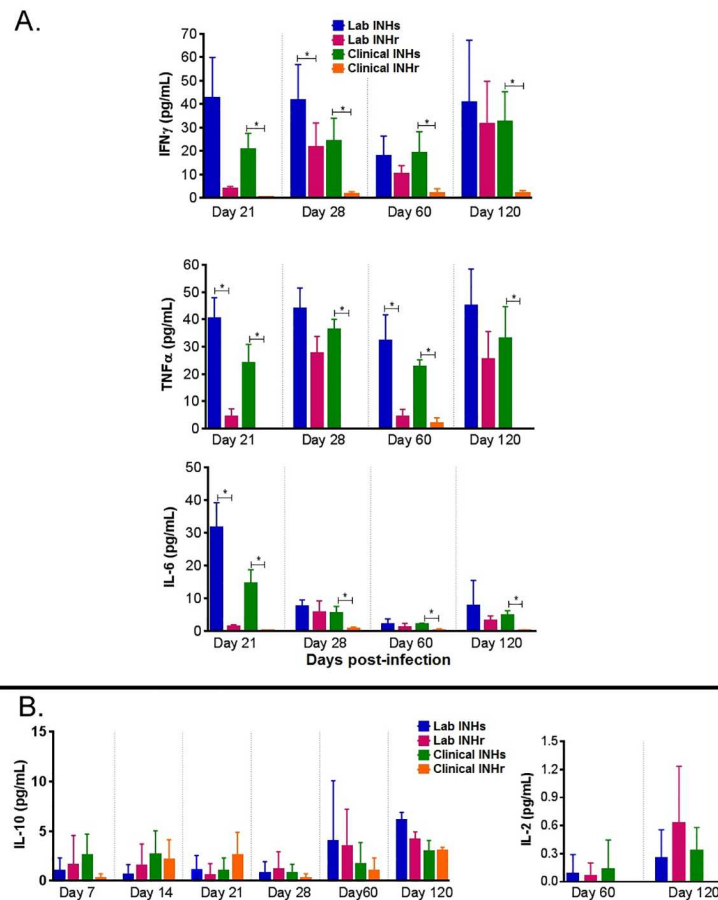 A.
Lab INHs
Lab INHr
Clinical INHs
Clinical INHr
IFNγ (pg/mL)
70
60
50
40
30
20
10
0
* * * * *
Day 21 Day 28 Day 60 Day 120
TNFα (pg/mL)
60
50
40
30
20
10
0
* * * * * *
Day 21 Day 28 Day 60 Day 120
IL-6 (pg/mL)
50
40
30
20
10
0
* * * * *
Day 21 Day 28 Day 60 Day 120
Days post-infection
B.
Lab INHs
Lab INHr
Clinical INHs
Clinical INHr
IL-10 (pg/mL)
15
10
5
0
Day 7 Day 14 Day 21 Day 28 Day60 Day 120
IL-2 (pg/mL)
1.5
1.2
0.9
0.6
0.3
Day 60 Day 120